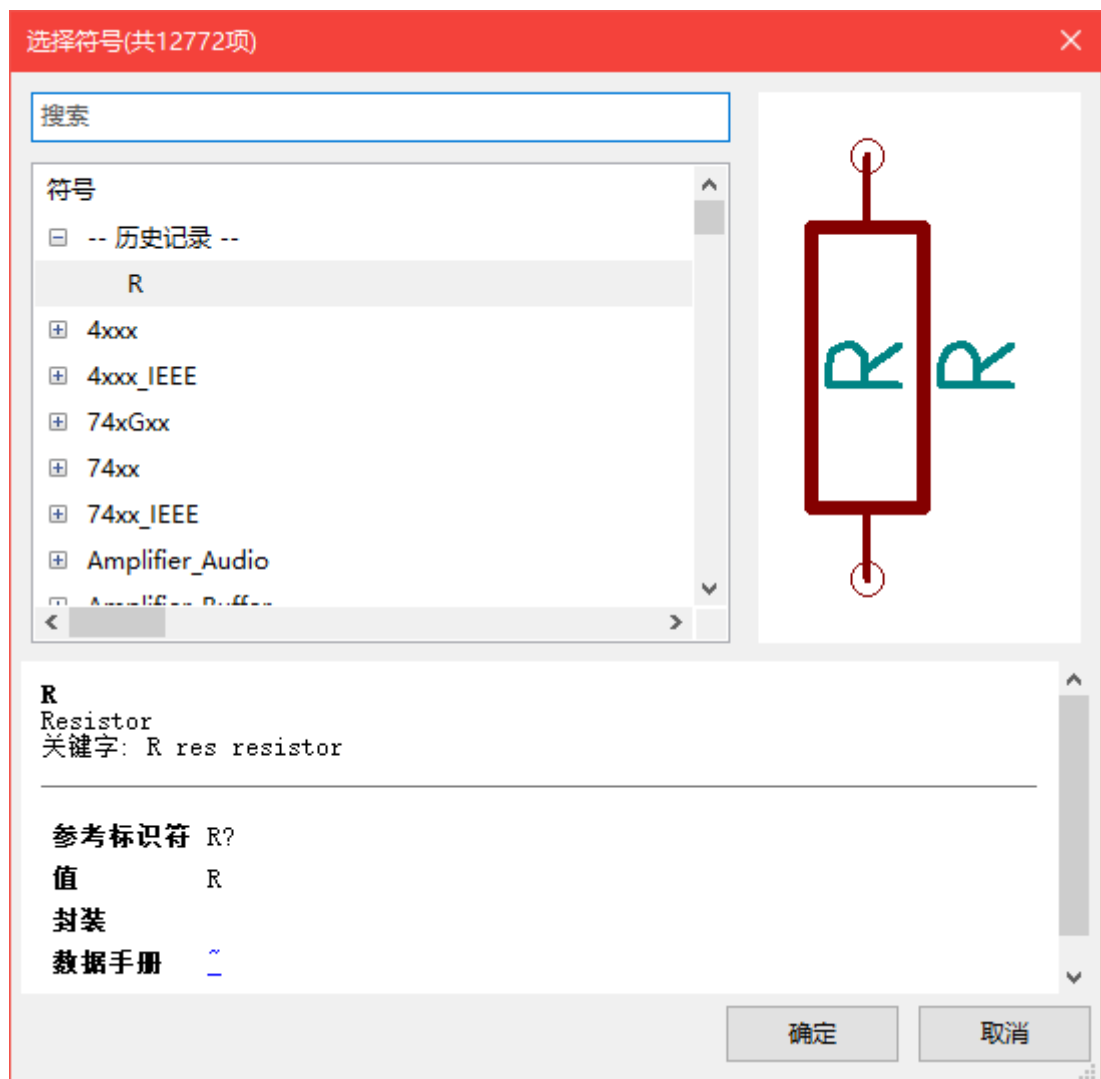 选择符号(共12772项)
搜索
符号
-- 历史记录 --
R
4xxx
4xxx_IEEE
74xGxx
74xx
74xx_IEEE
Amplifier_Audio
Amplifier_Buffer
R R
R
Resistor
关键字: R res resistor
参考标识符 R?
值 R
封装
数据手册 ~
确定 取消